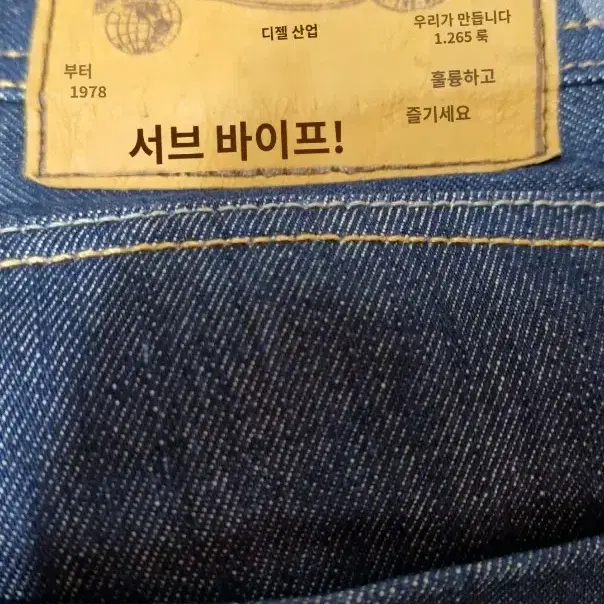 디젤 산업
우리가 만듭니다
1.265 룩
부터
1978
훌륭하고
즐기세요
서브 바이프!